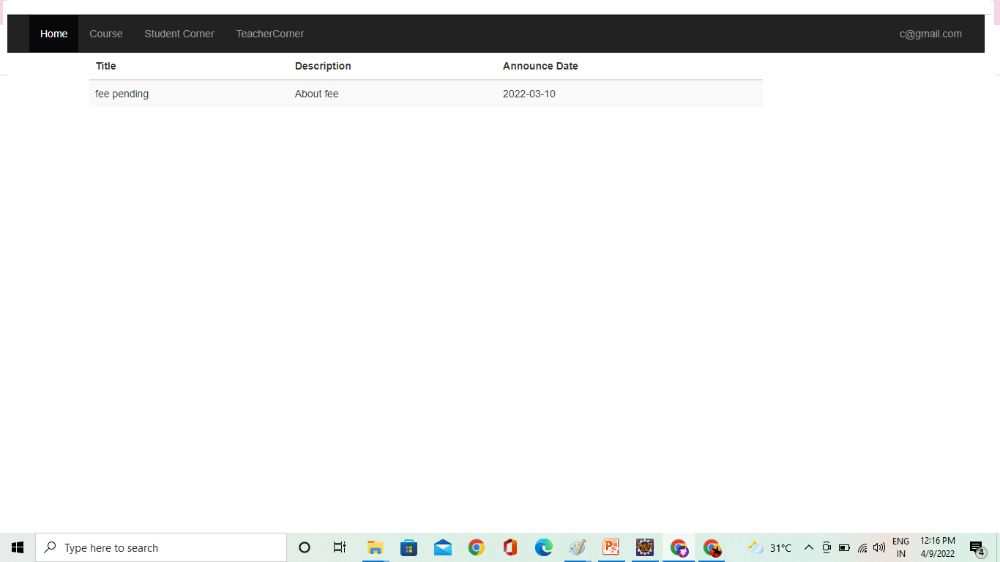 Home Course Student Corner TeacherCorner c@gmail.com
Title Description Announce Date
fee pending About fee 2022-03-10
Type here to search 31°C ENG 12:16 PM
IN 4/9/2022 4